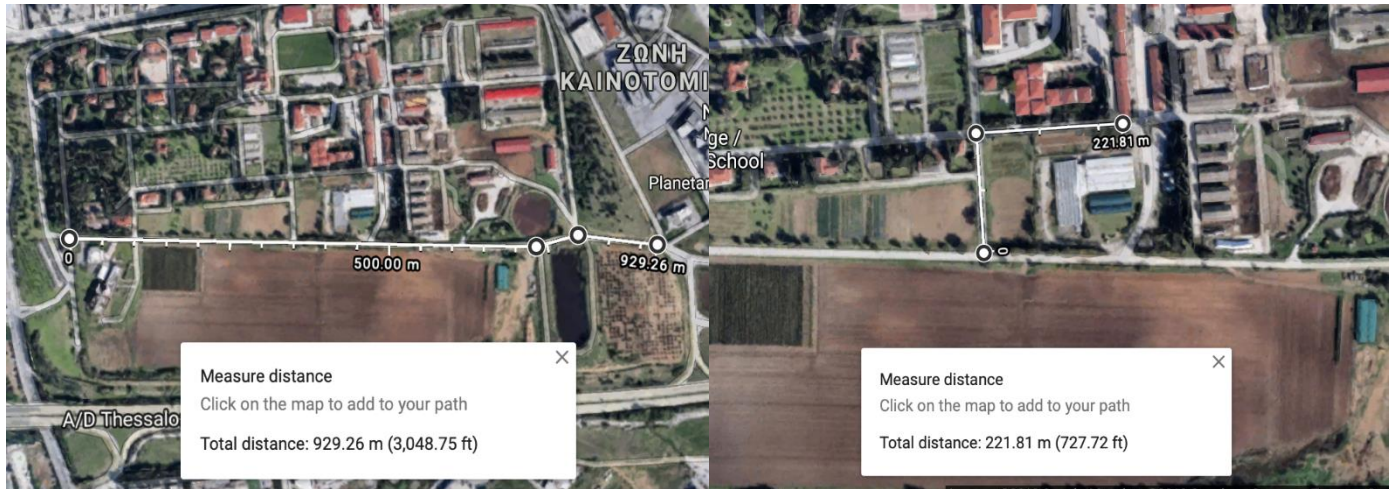 ΖΩΝΗ
ΚΑΙΝΟΤΟΜΙ
Planetar
0
500.00 m
929.26 m
A/D Thessalo
Measure distance
Click on the map to add to your path
Total distance: 929.26 m (3,048.75 ft)
ge /
School
221.81 m
0
Measure distance
Click on the map to add to your path
Total distance: 221.81 m (727.72 ft)